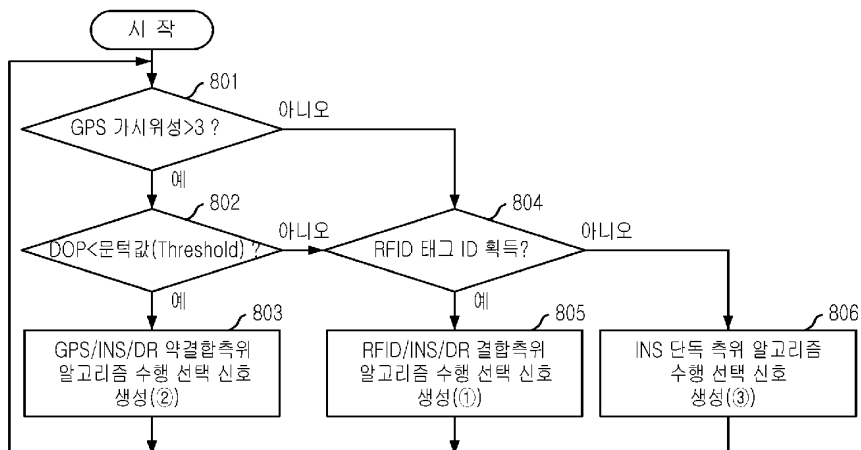 시 작
801
GPS 가시위성>3 ?
아니오
예
802
DOP<문턱값(Threshold) ?
아니오
804
RFID 태그 ID 획득?
아니오
예
803
GPS/INS/DR 약결합측위
알고리즘 수행 선택 신호
생성(②)
예
805
RFID/INS/DR 결합측위
알고리즘 수행 선택 신호
생성(①)
806
INS 단독 측위 알고리즘
수행 선택 신호
생성(③)